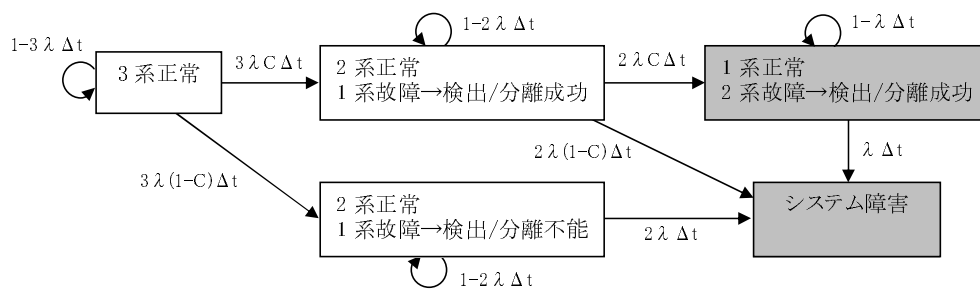 1-3λΔt
3系正常
3λCΔt
1-2λΔt
2系正常
1系故障→検出/分離成功
2λCΔt
1-λΔt
1系正常
2系故障→検出/分離成功
3λ(1-C)Δt
2λ(1-C)Δt
λΔt
2系正常
1系故障→検出/分離不能
2λΔt
システム障害
1-2λΔt